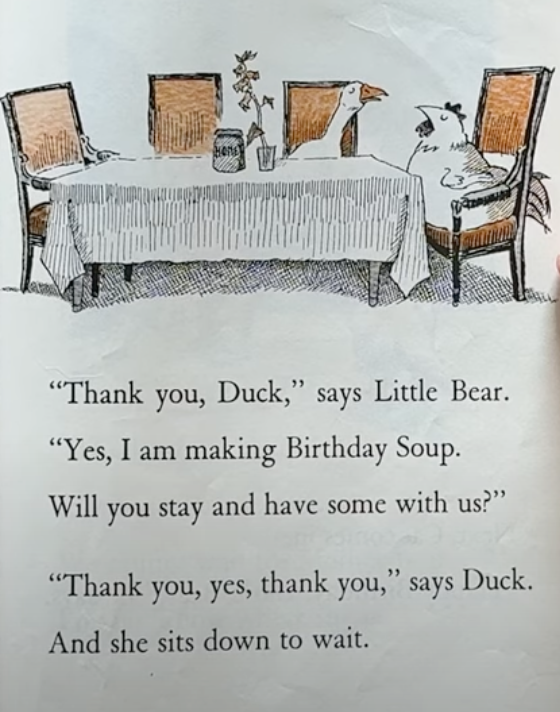 HONEY
“Thank you, Duck,” says Little Bear.
“Yes, I am making Birthday Soup.
Will you stay and have some with us?”
“Thank you, yes, thank you,” says Duck.
And she sits down to wait.